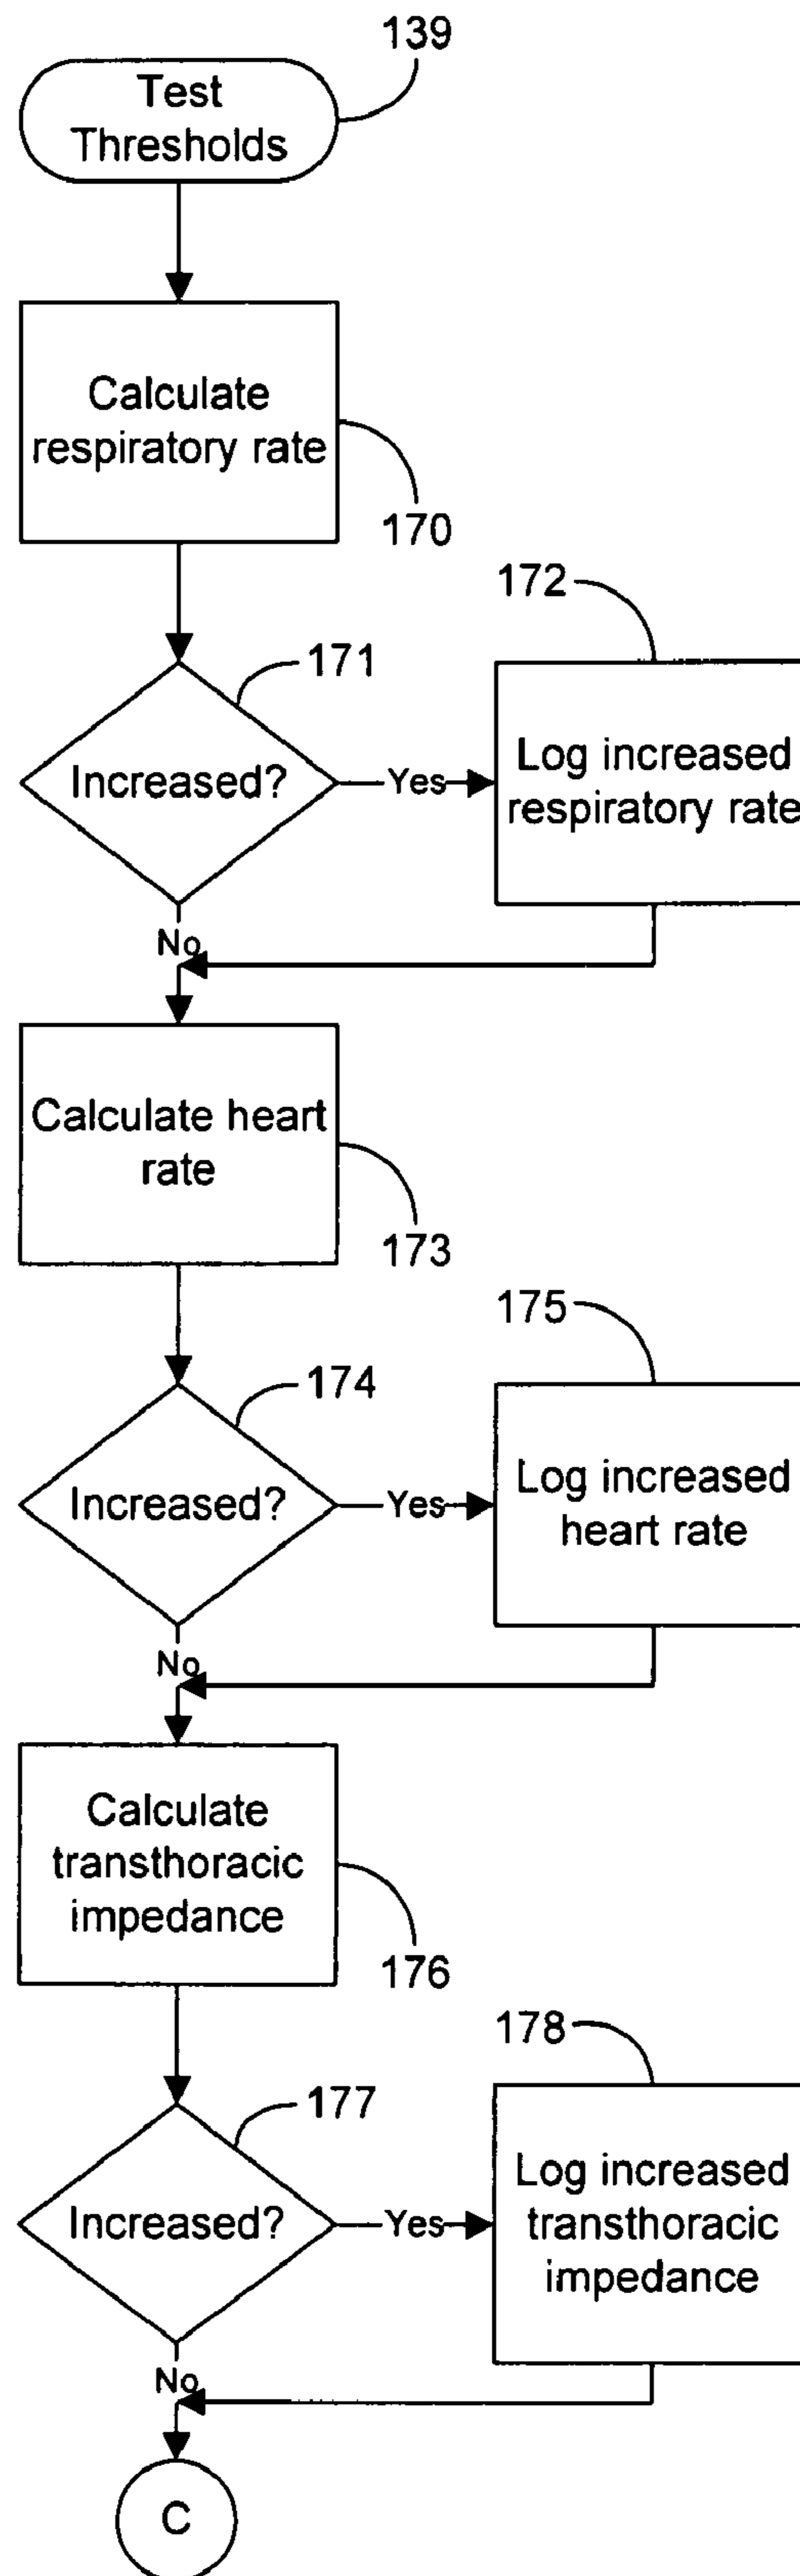 139
Test
Thresholds
Calculate
respiratory rate
170
172
171
Increased?
Yes
Log increased
respiratory rate
No
Calculate heart
rate
173
175
174
Increased?
Yes
Log increased
heart rate
No
Calculate
transthoracic
impedance
176
178
177
Increased?
Yes
Log increased
transthoracic
impedance
No
C